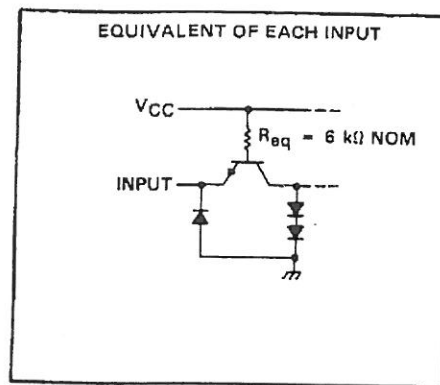 EQUIVALENT OF EACH INPUT
VCC
Req = 6 kΩ NOM
INPUT